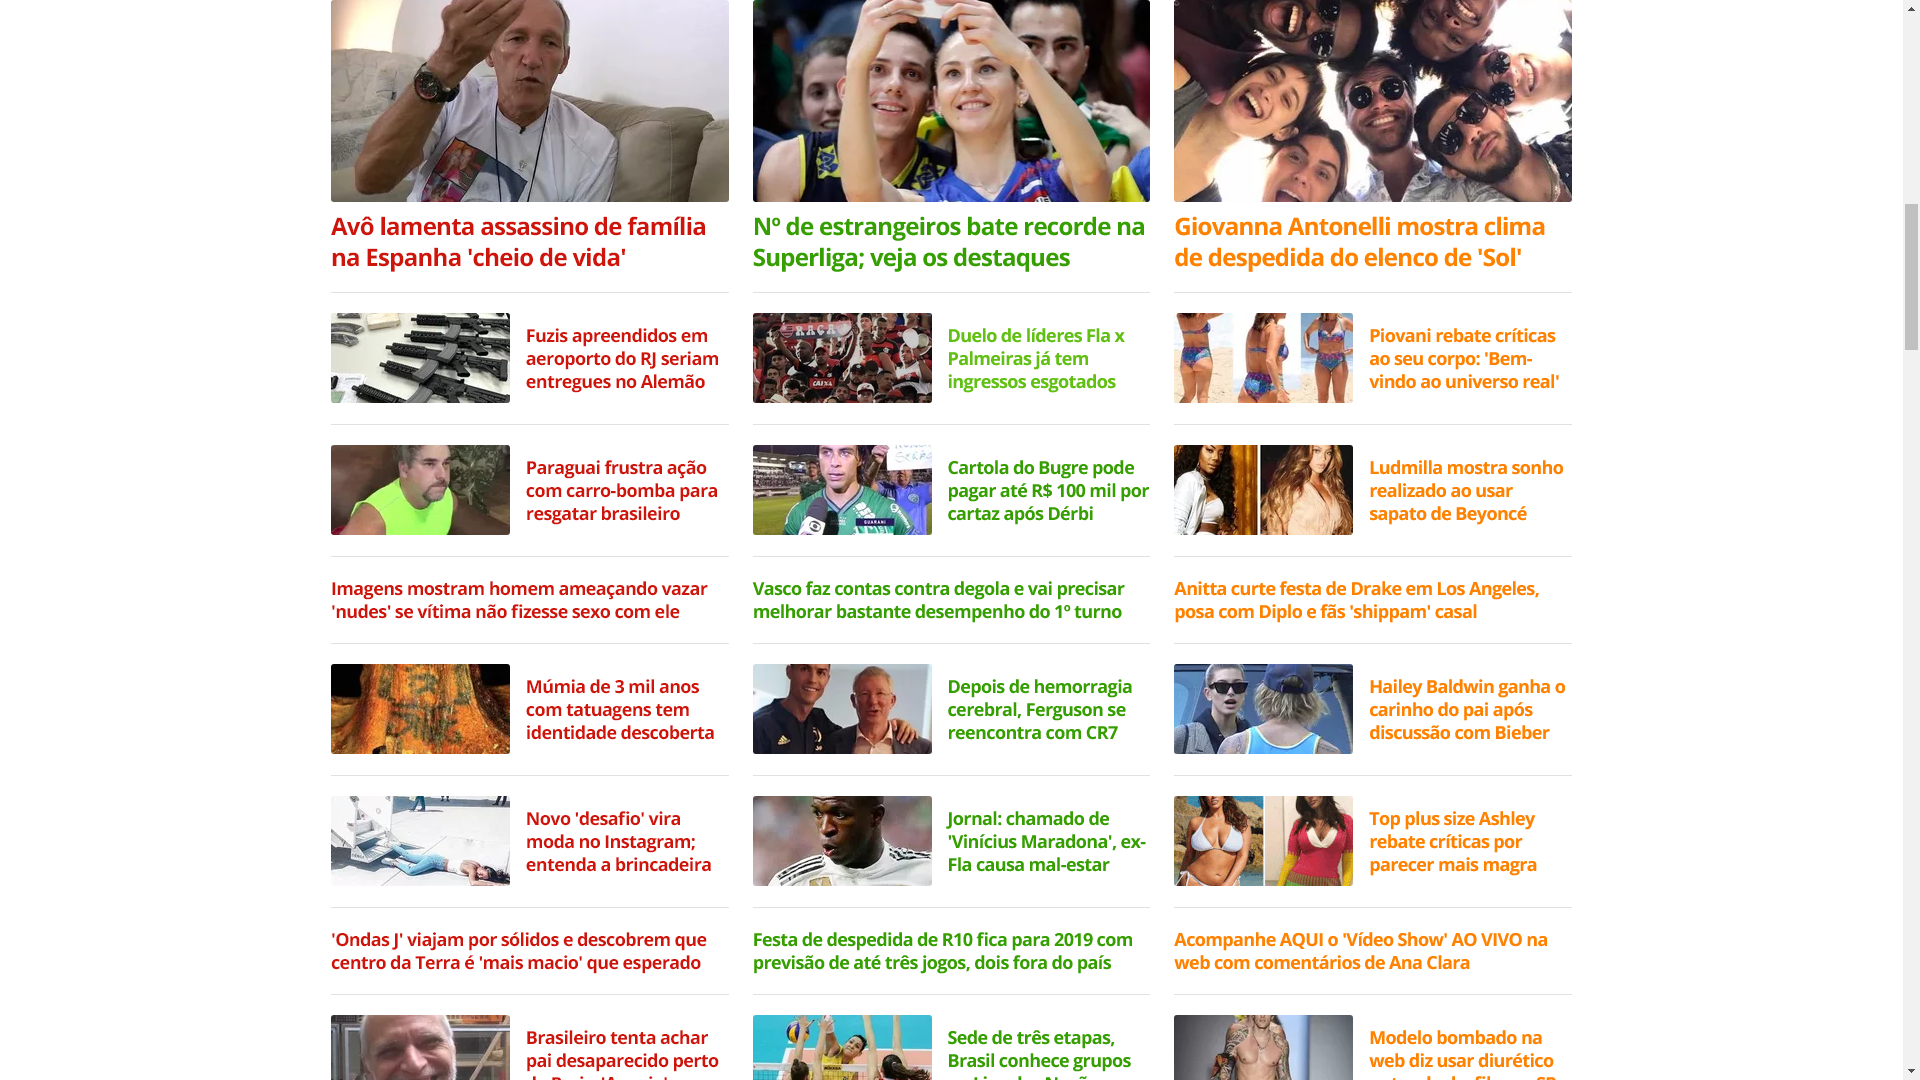 Avô lamenta assassino de família
na Espanha 'cheio de vida'
Nº de estrangeiros bate recorde na
Superliga; veja os destaques
Giovanna Antonelli mostra clima
de despedida do elenco de 'Sol'
Fuzis apreendidos em
aeroporto do RJ seriam
entregues no Alemão
RAÇA
CAIXA
Duelo de líderes Fla x
Palmeiras já tem
ingressos esgotados
Piovani rebate críticas
ao seu corpo: 'Bem-
vindo ao universo real'
Paraguai frustra ação
com carro-bomba para
resgatar brasileiro
GUARANI
Cartola do Bugre pode
pagar até R$ 100 mil por
cartaz após Dérbi
Ludmilla mostra sonho
realizado ao usar
sapato de Beyoncé
Imagens mostram homem ameaçando vazar
'nudes' se vítima não fizesse sexo com ele
Vasco faz contas contra degola e vai precisar
melhorar bastante desempenho do 1º turno
Anitta curte festa de Drake em Los Angeles,
posa com Diplo e fãs 'shippam' casal
Múmia de 3 mil anos
com tatuagens tem
identidade descoberta
Jeep
Depois de hemorragia
cerebral, Ferguson se
reencontra com CR7
Hailey Baldwin ganha o
carinho do pai após
discussão com Bieber
Novo 'desafio' vira
moda no Instagram;
entenda a brincadeira
Jornal: chamado de
'Vinícius Maradona', ex-
Fla causa mal-estar
Top plus size Ashley
rebate críticas por
parecer mais magra
'Ondas J' viajam por sólidos e descobrem que
centro da Terra é 'mais macio' que esperado
Festa de despedida de R10 fica para 2019 com
previsão de até três jogos, dois fora do país
Acompanhe AQUI o 'Vídeo Show' AO VIVO na
web com comentários de Ana Clara
Brasileiro tenta achar
pai desaparecido perto
Sede de três etapas,
Brasil conhece grupos
Modelo bombado na
web diz usar diurético